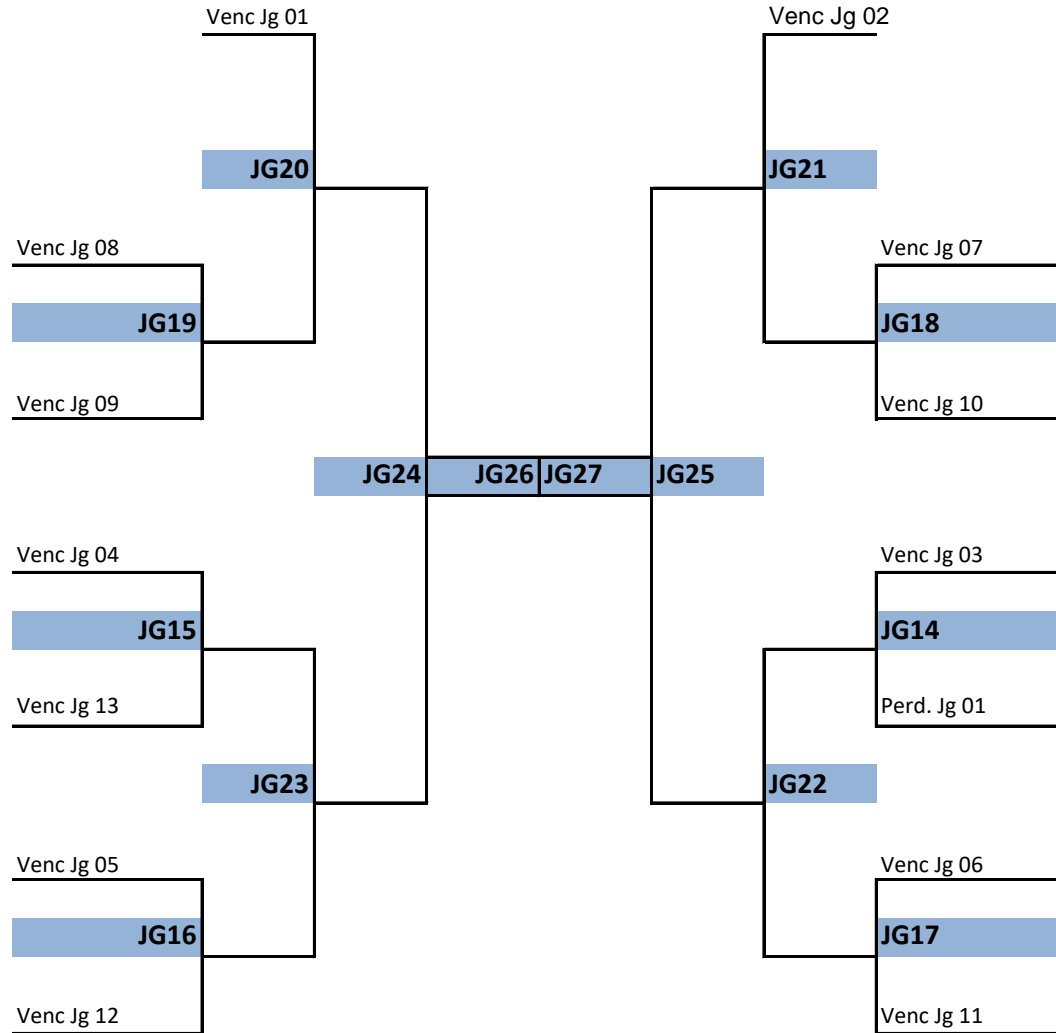 Venc Jg 01
Venc Jg 02
JG20
JG21
Venc Jg 08
Venc Jg 07
JG19
JG18
Venc Jg 09
Venc Jg 10
JG24
JG26
JG27
JG25
Venc Jg 04
Venc Jg 03
JG15
JG14
Venc Jg 13
Perd. Jg 01
JG23
JG22
Venc Jg 05
Venc Jg 06
JG16
JG17
Venc Jg 12
Venc Jg 11